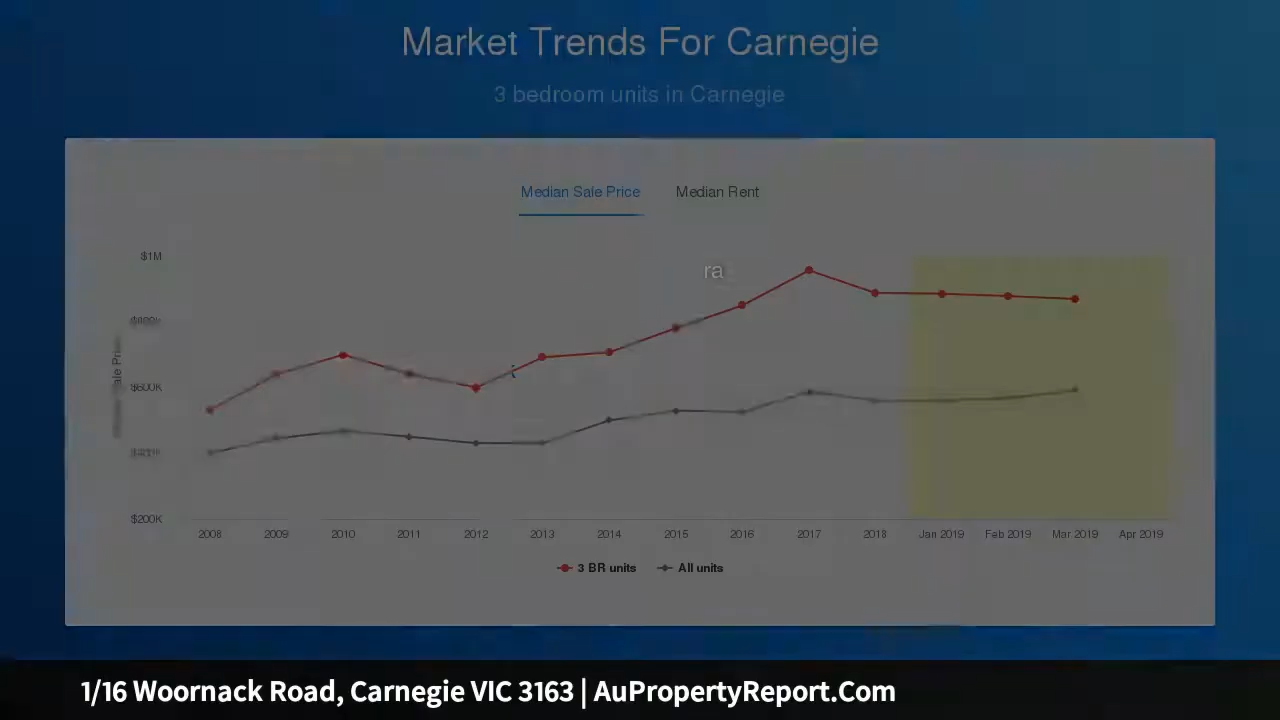 Market Trends For Carnegie
3 bedroom units in Carnegie
Median Sale Price
Median Rent
$1M
ra
$600K
$200K
2008 2009 2010 2011 2012 2013 2014 2015 2016 2017 2018 Jan 2019 Feb 2019 Mar 2019 Apr 2019
3 BR units All units
1/16 Woornack Road, Carnegie VIC 3163 | AuPropertyReport.Com